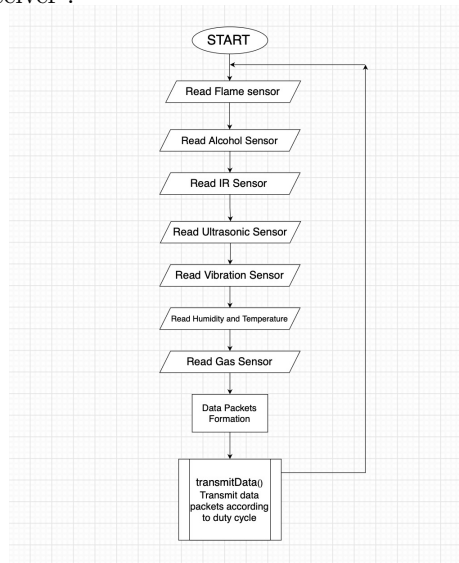 START
Read Flame sensor
Read Alcohol Sensor
Read IR Sensor
Read Ultrasonic Sensor
Read Vibration Sensor
Read Humidity and Temperature
Read Gas Sensor
Data Packets
Formation
transmitData()
Transmit data
packets according
to duty cycle